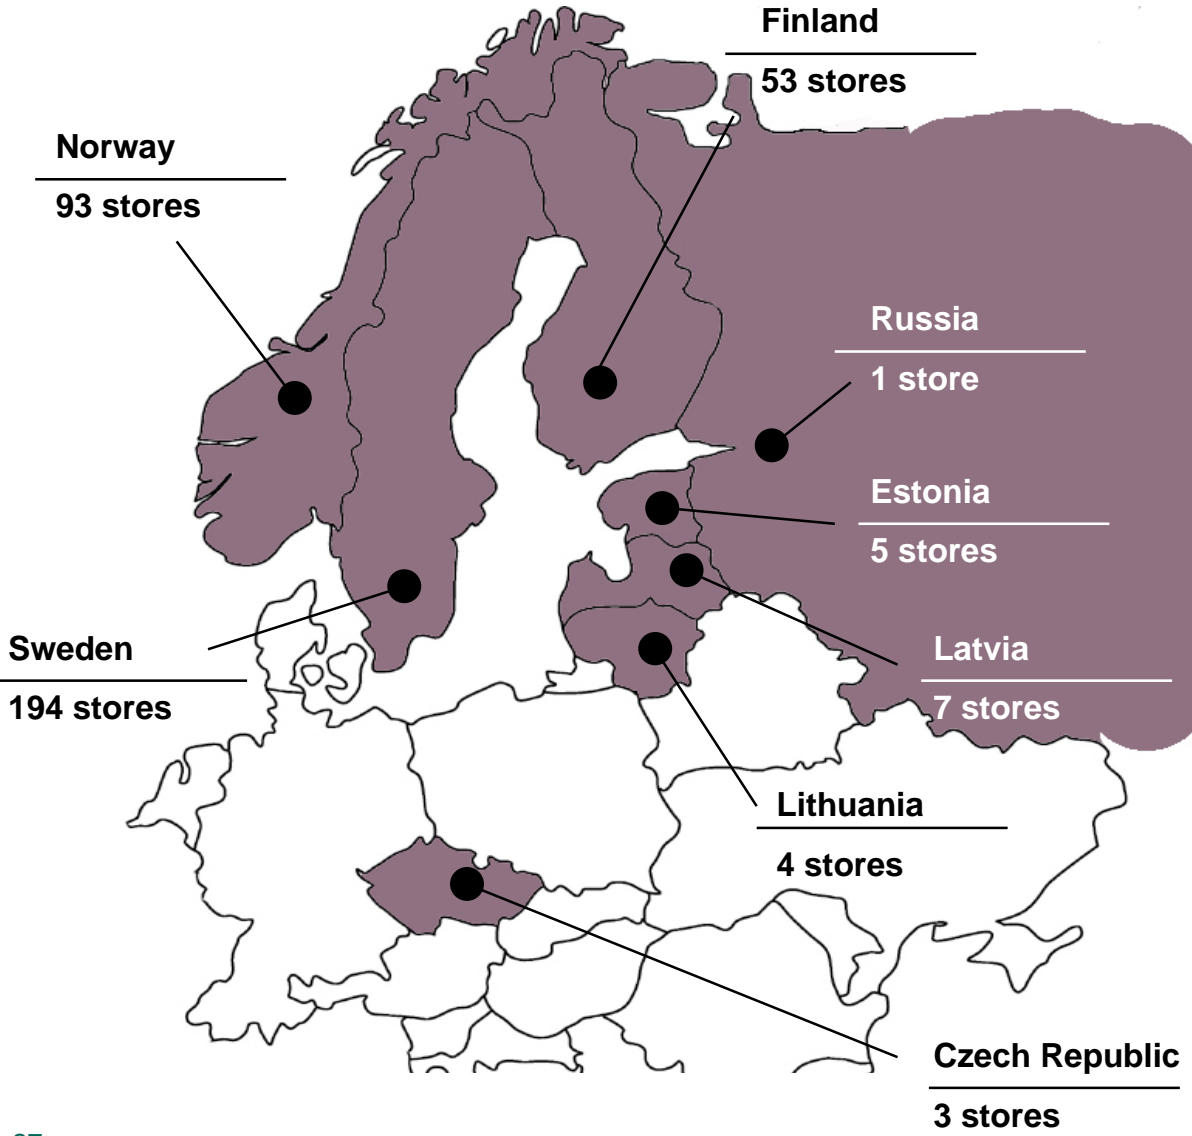 Finland
53 stores
Norway
93 stores
Russia
1 store
Estonia
5 stores
Sweden
194 stores
Latvia
7 stores
Lithuania
4 stores
Czech Republic
3 stores